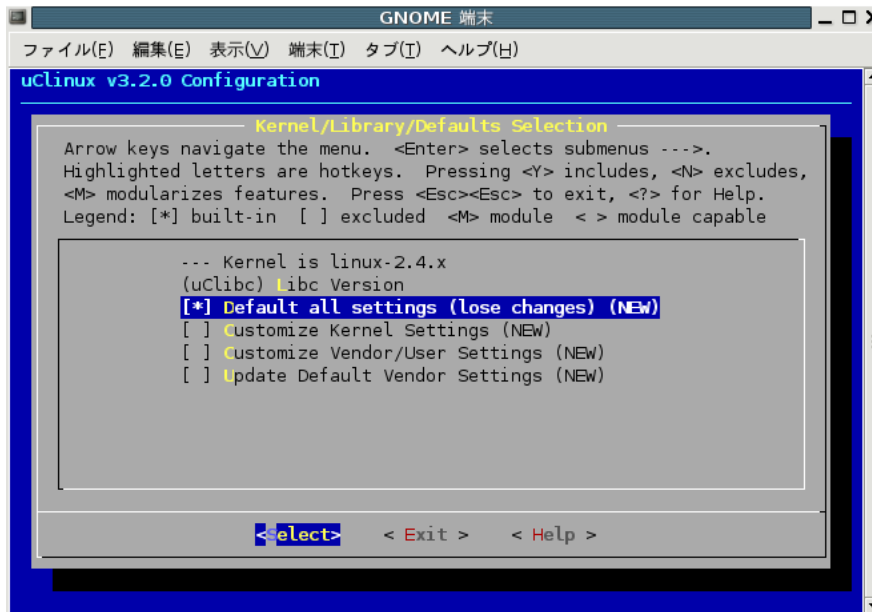 GNOME 端末
ファイル(F) 編集(E) 表示(V) 端末(T) タブ(T) ヘルプ(H)
uClinux v3.2.0 Configuration
Kernel/Library/Defaults Selection
Arrow keys navigate the menu. <Enter> selects submenus --->.
Highlighted letters are hotkeys. Pressing <Y> includes, <N> excludes,
<M> modularizes features. Press <Esc><Esc> to exit, <?> for Help.
Legend: [*] built-in [ ] excluded <M> module < > module capable
--- Kernel is linux-2.4.x
(uClibc) Libc Version
[*] Default all settings (lose changes) (NEW)
[ ] Customize Kernel Settings (NEW)
[ ] Customize Vendor/User Settings (NEW)
[ ] Update Default Vendor Settings (NEW)
<Select> < Exit > < Help >